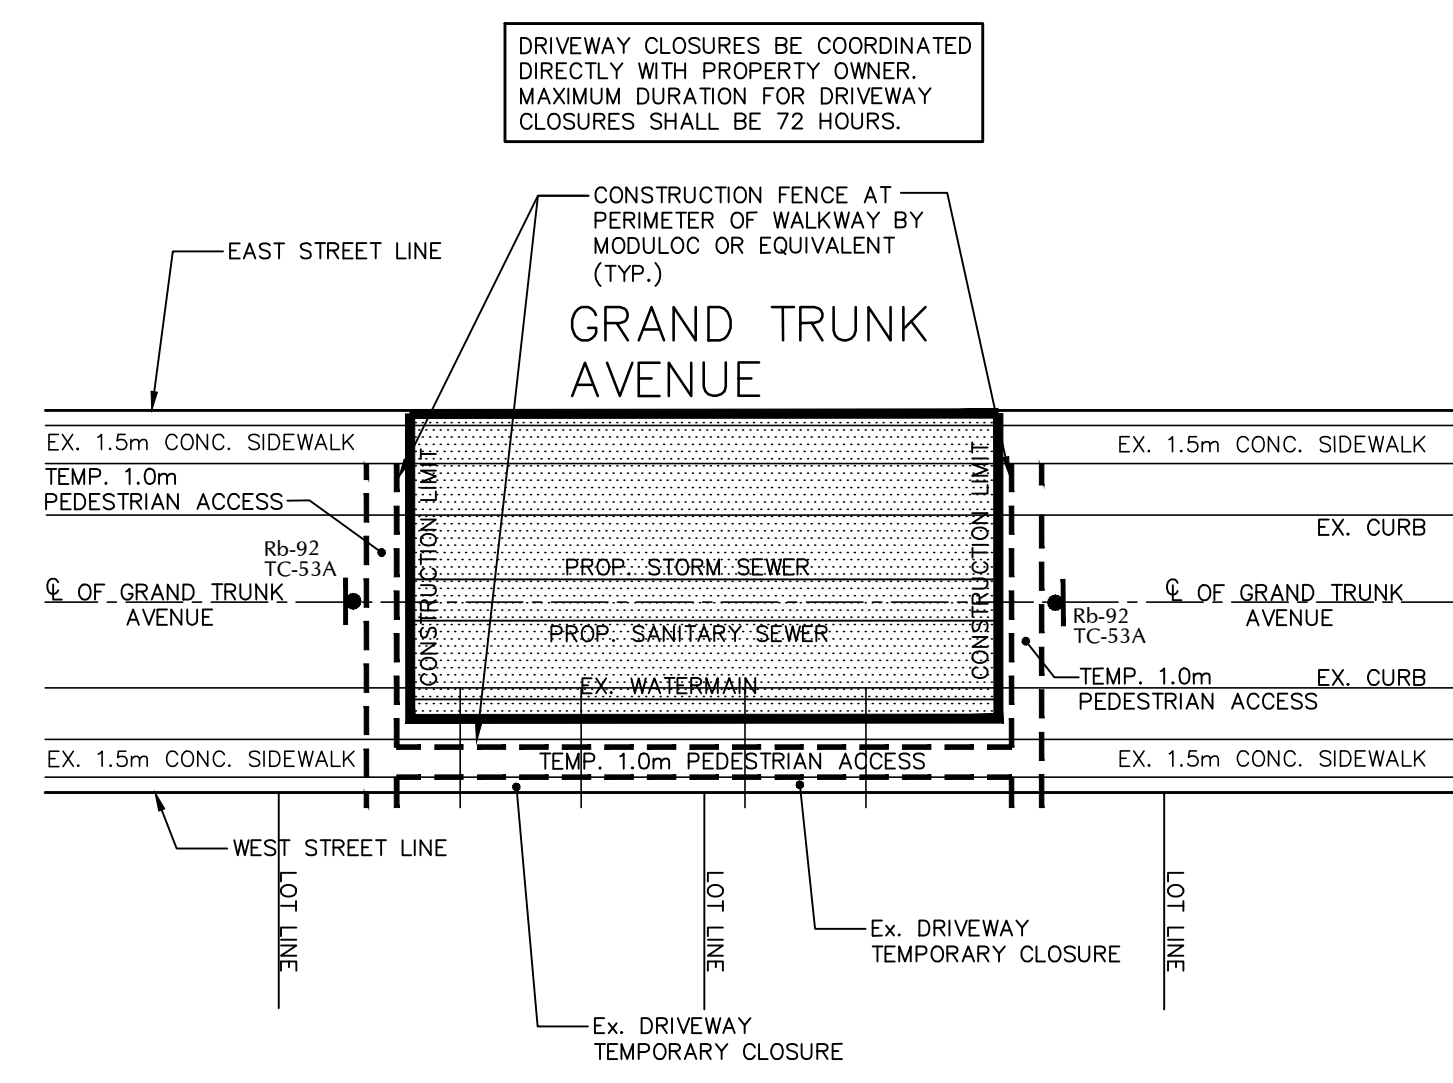 DRIVEWAY CLOSURES BE COORDINATED
DIRECTLY WITH PROPERTY OWNER.
MAXIMUM DURATION FOR DRIVEWAY
CLOSURES SHALL BE 72 HOURS.
CONSTRUCTION FENCE AT
PERIMETER OF WALKWAY BY
MODULOC OR EQUIVALENT
(TYP.)
EAST STREET LINE
GRAND TRUNK
AVENUE
EX. 1.5m CONC. SIDEWALK
EX. 1.5m CONC. SIDEWALK
TEMP. 1.0m
PEDESTRIAN ACCESS
CONSTRUCTION LIMIT
CONSTRUCTION LIMIT
EX. CURB
Rb-92
TC-53A
PROP. STORM SEWER
℄ OF GRAND TRUNK
AVENUE
℄ OF GRAND TRUNK
AVENUE
Rb-92
TC-53A
PROP. SANITARY SEWER
EX. WATERMAIN
TEMP. 1.0m
PEDESTRIAN ACCESS
EX. CURB
EX. 1.5m CONC. SIDEWALK
TEMP. 1.0m PEDESTRIAN ACCESS
EX. 1.5m CONC. SIDEWALK
WEST STREET LINE
LOT LINE
LOT LINE
LOT LINE
Ex. DRIVEWAY
TEMPORARY CLOSURE
Ex. DRIVEWAY
TEMPORARY CLOSURE